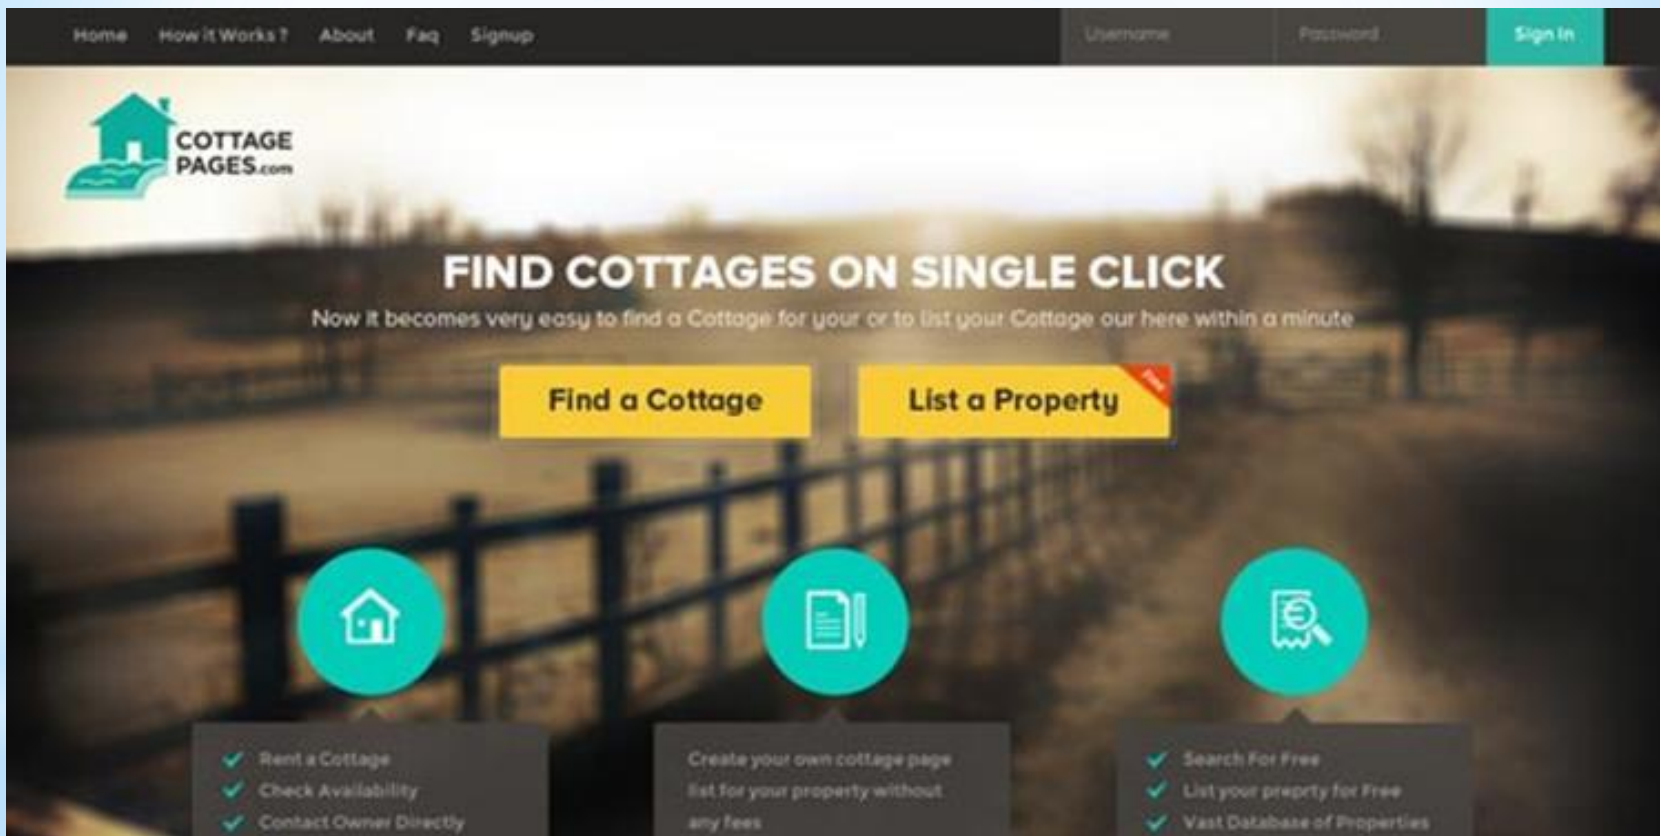 Home How it Works ? About Faq Signup Username Password Sign In
COTTAGE
PAGES.com
FIND COTTAGES ON SINGLE CLICK
Now it becomes very easy to find a Cottage for your or to list your Cottage our here within a minute
Find a Cottage List a Property Free
Rent a Cottage
Check Availability
Contact Owner Directly
Create your own cottage page
list for your property without
any fees
Search For Free
List your preprty for Free
Vast Database of Properties